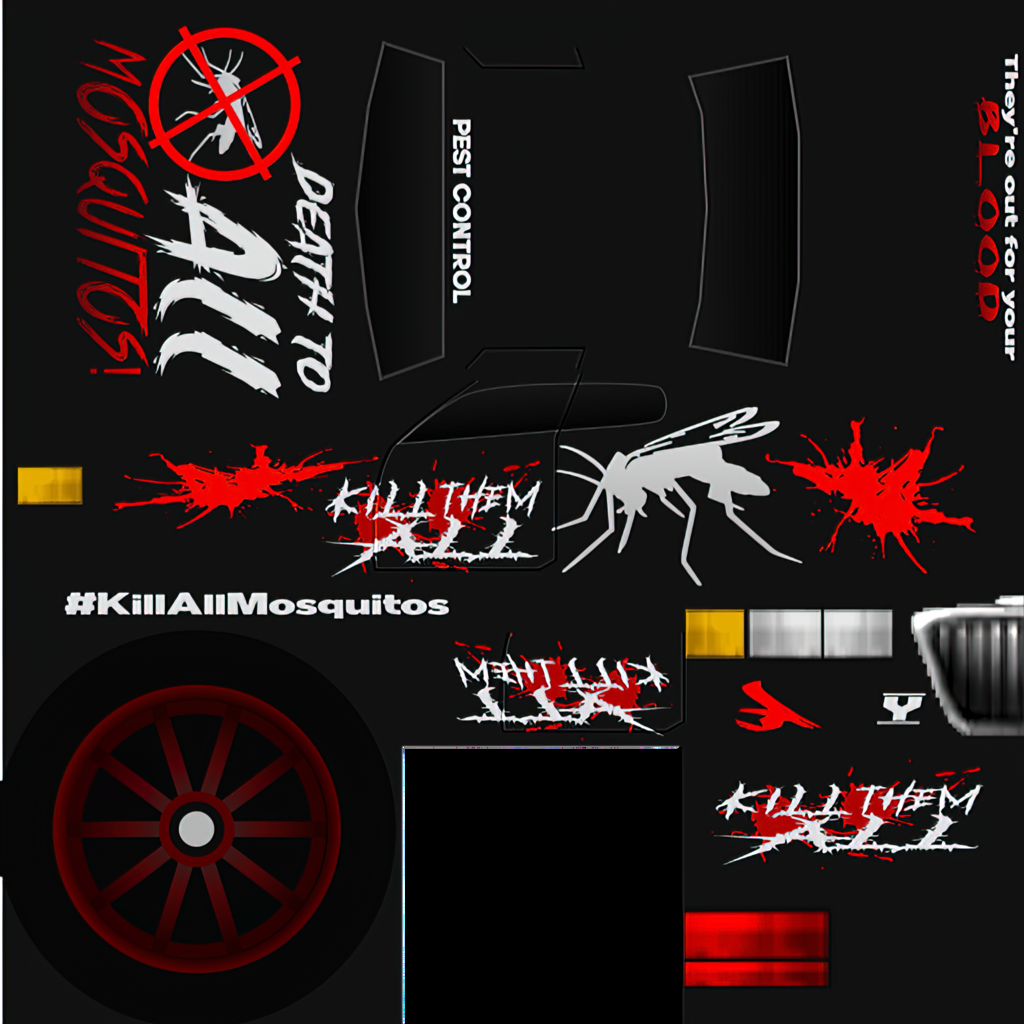 DEATH TO
All
MOSQUITOS!
PEST CONTROL
They're out for your
BLOOD
KILL THEM
ALL
#KillAllMosquitos
KILL THEM
ALL
KILL THEM
ALL